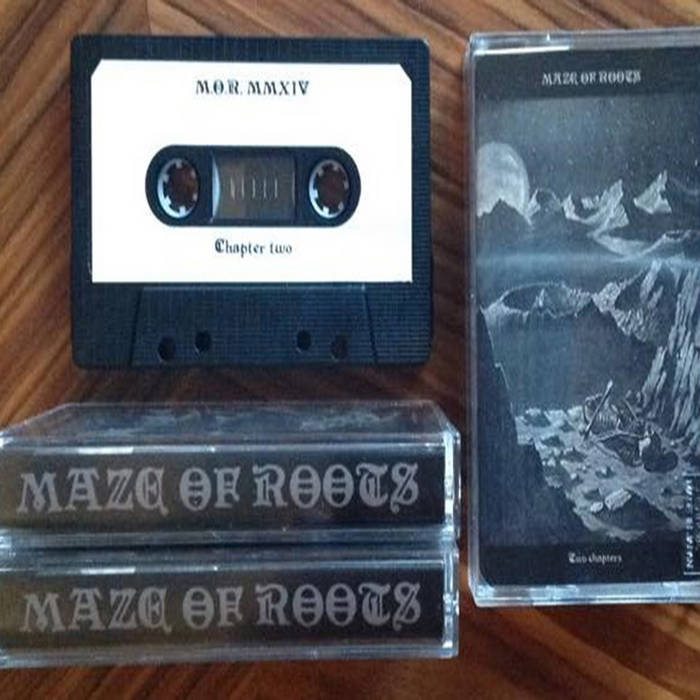 M.O.R. MMXIV
Chapter two
MAZE OF ROOTS
Two chapters
MAZE OF ROOTS
MAZE OF ROOTS